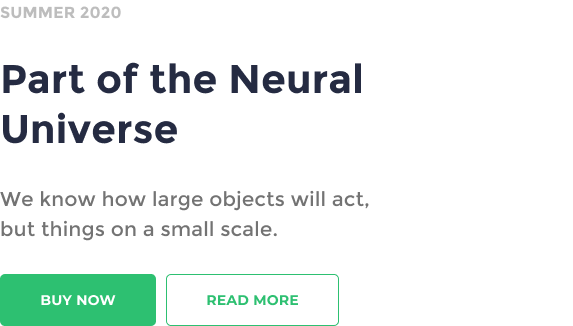 SUMMER 2020
Part of the Neural
Universe
We know how large objects will act,
but things on a small scale.
BUY NOW
READ MORE